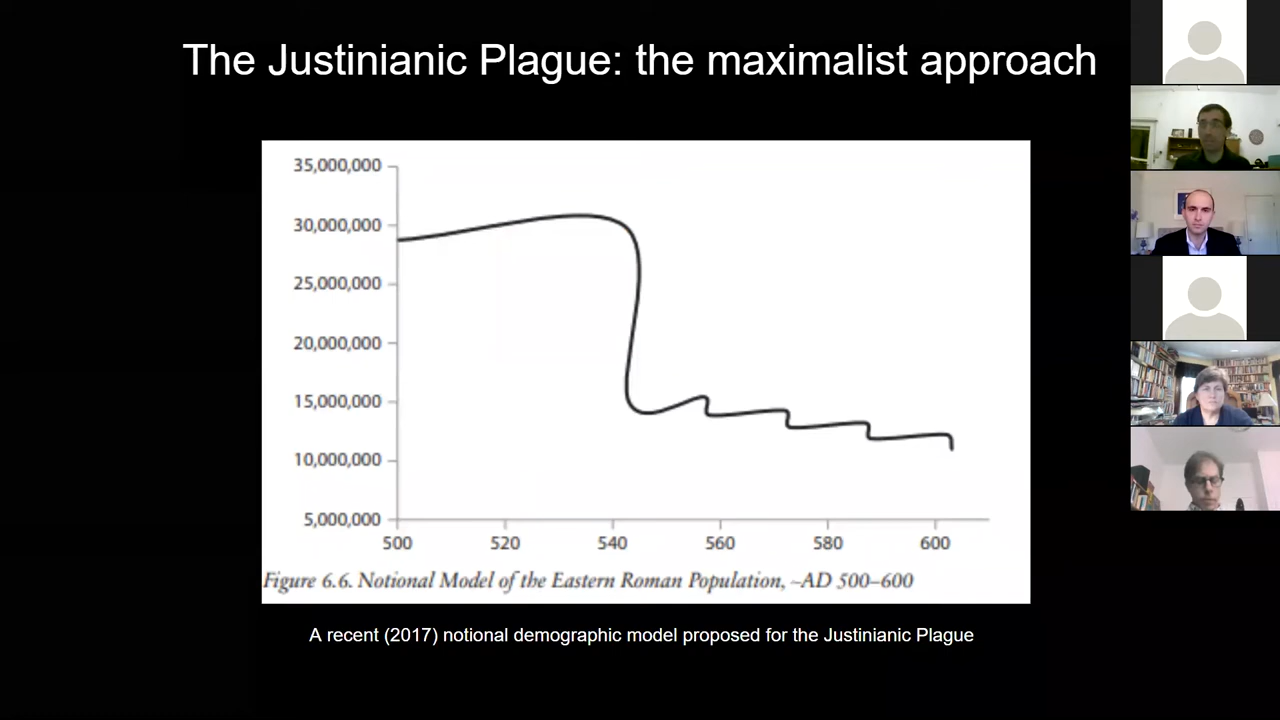 The Justinianic Plague: the maximalist approach
35,000,000
30,000,000
25,000,000
20,000,000
15,000,000
10,000,000
5,000,000
500 520 540 560 580 600
Figure 6.6. Notional Model of the Eastern Roman Population, ~AD 500–600
A recent (2017) notional demographic model proposed for the Justinianic Plague